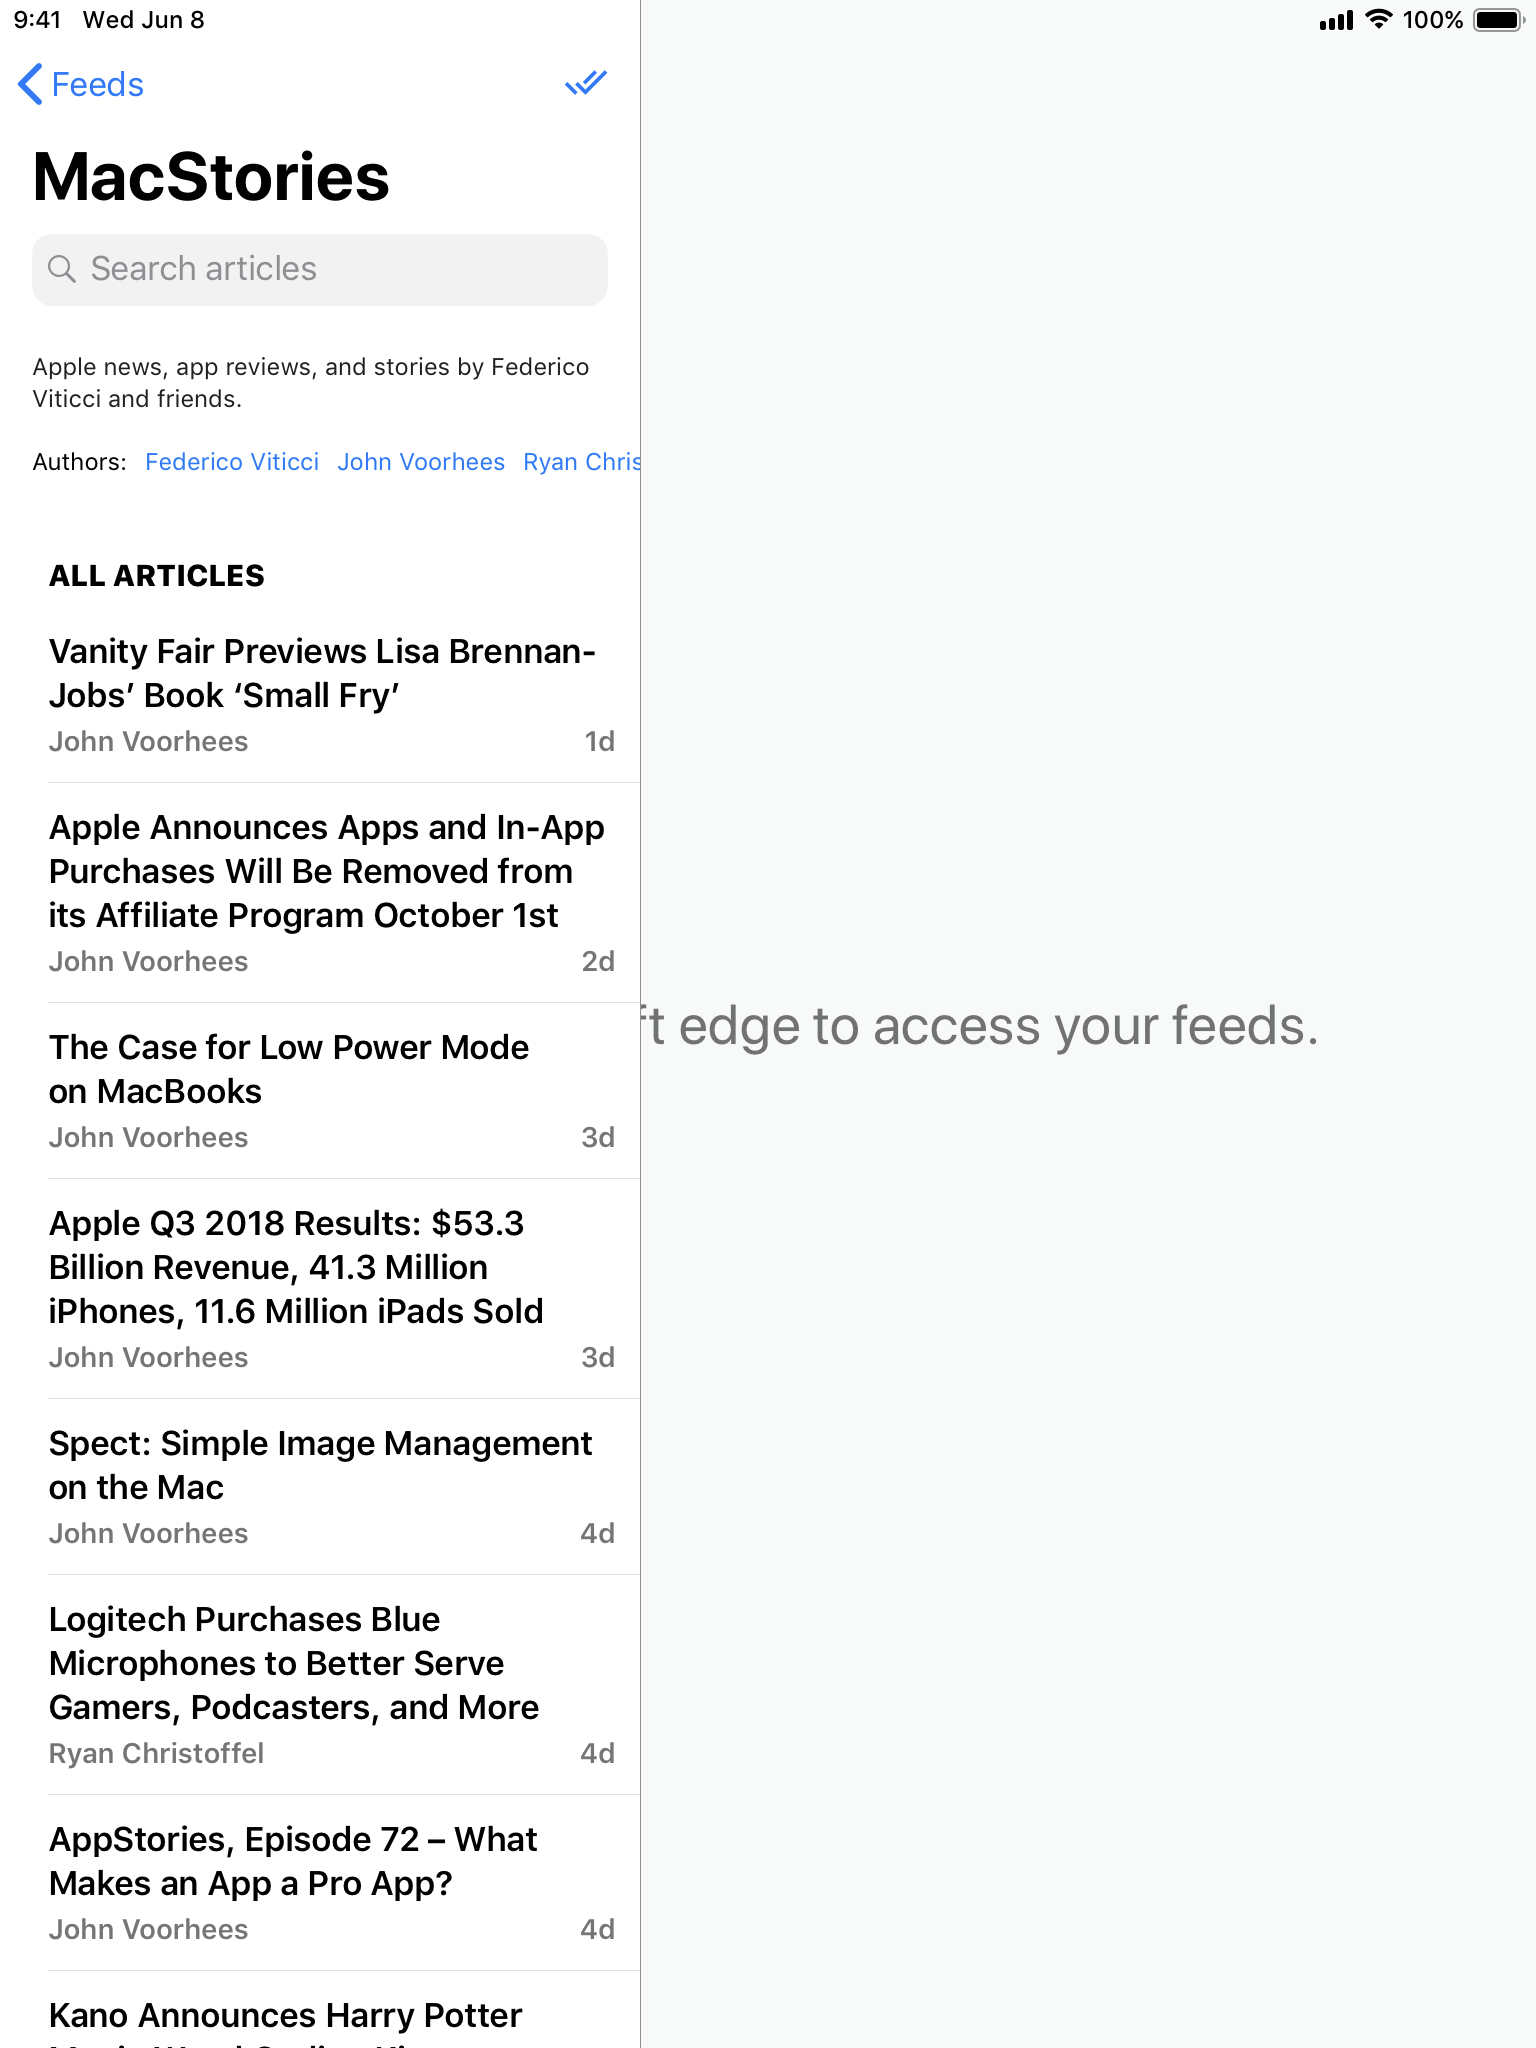 9:41 Wed Jun 8
100%
Feeds
MacStories
Search articles
Apple news, app reviews, and stories by Federico
Viticci and friends.
Authors: Federico Viticci John Voorhees Ryan Chris
ALL ARTICLES
Vanity Fair Previews Lisa Brennan-
Jobs’ Book ‘Small Fry’
John Voorhees 1d
Apple Announces Apps and In-App
Purchases Will Be Removed from
its Affiliate Program October 1st
John Voorhees 2d
The Case for Low Power Mode
on MacBooks
John Voorhees 3d
Apple Q3 2018 Results: $53.3
Billion Revenue, 41.3 Million
iPhones, 11.6 Million iPads Sold
John Voorhees 3d
Spect: Simple Image Management
on the Mac
John Voorhees 4d
Logitech Purchases Blue
Microphones to Better Serve
Gamers, Podcasters, and More
Ryan Christoffel 4d
AppStories, Episode 72 – What
Makes an App a Pro App?
John Voorhees 4d
Kano Announces Harry Potter
ft edge to access your feeds.